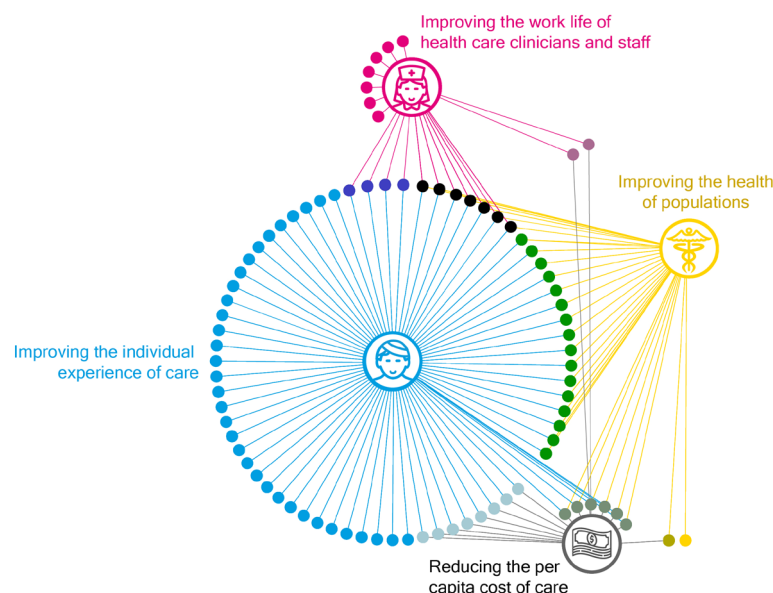 Improving the work life of
health care clinicians and staff
Improving the health
of populations
Improving the individual
experience of care
$
Reducing the per
capita cost of care